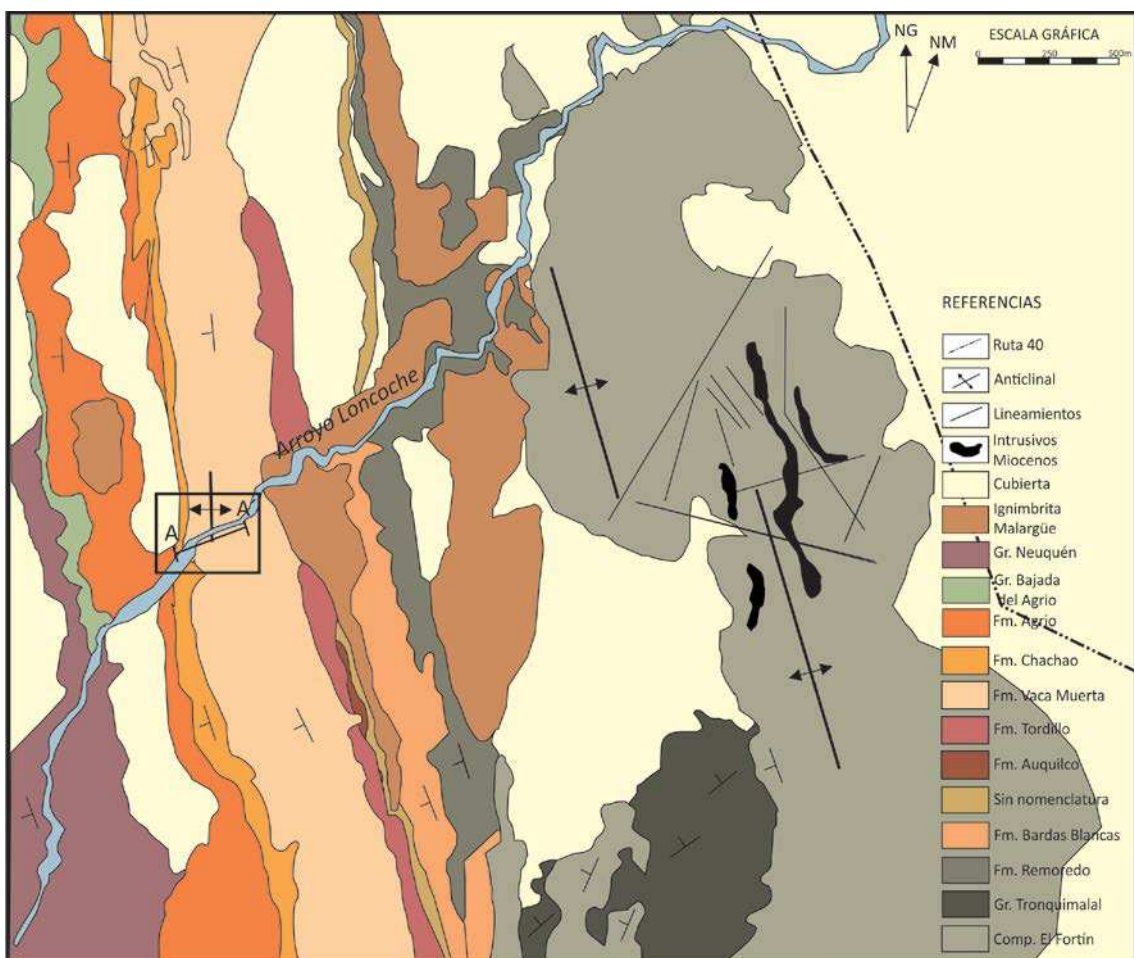 NG
NM
ESCALA GRÁFICA
0 250 500m
Arroyo Loncoche
A
A
REFERENCIAS
Ruta 40
Anticlinal
Lineamientos
Intrusivos
Miocenos
Cubierta
Ignimbrita
Malargüe
Gr. Neuquén
Gr. Bajada
del Agrio
Fm. Agrio
Fm. Chachao
Fm. Vaca Muerta
Fm. Tordillo
Fm. Auquilco
Sin nomenclatura
Fm. Bardas Blancas
Fm. Remoredo
Gr. Tronquimalal
Comp. El Fortín